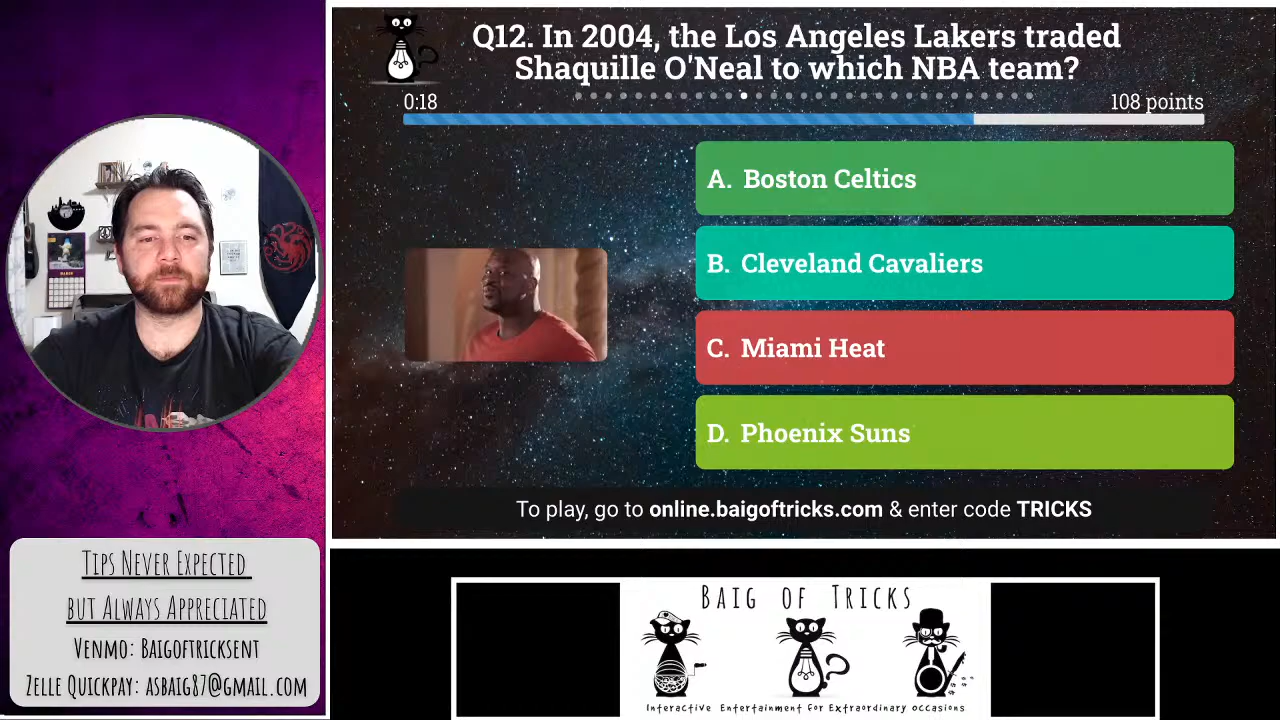 Q12. In 2004, the Los Angeles Lakers traded
Shaquille O'Neal to which NBA team?
0:18
108 points
A. Boston Celtics
B. Cleveland Cavaliers
C. Miami Heat
D. Phoenix Suns
To play, go to online.baigoftricks.com & enter code TRICKS
Tips Never Expected
but Always Appreciated
Venmo: Baigoftricksent
Zelle Quickpay: asbaig87@gmail.com
Baig of Tricks
Interactive Entertainment for Extraordinary Occasions